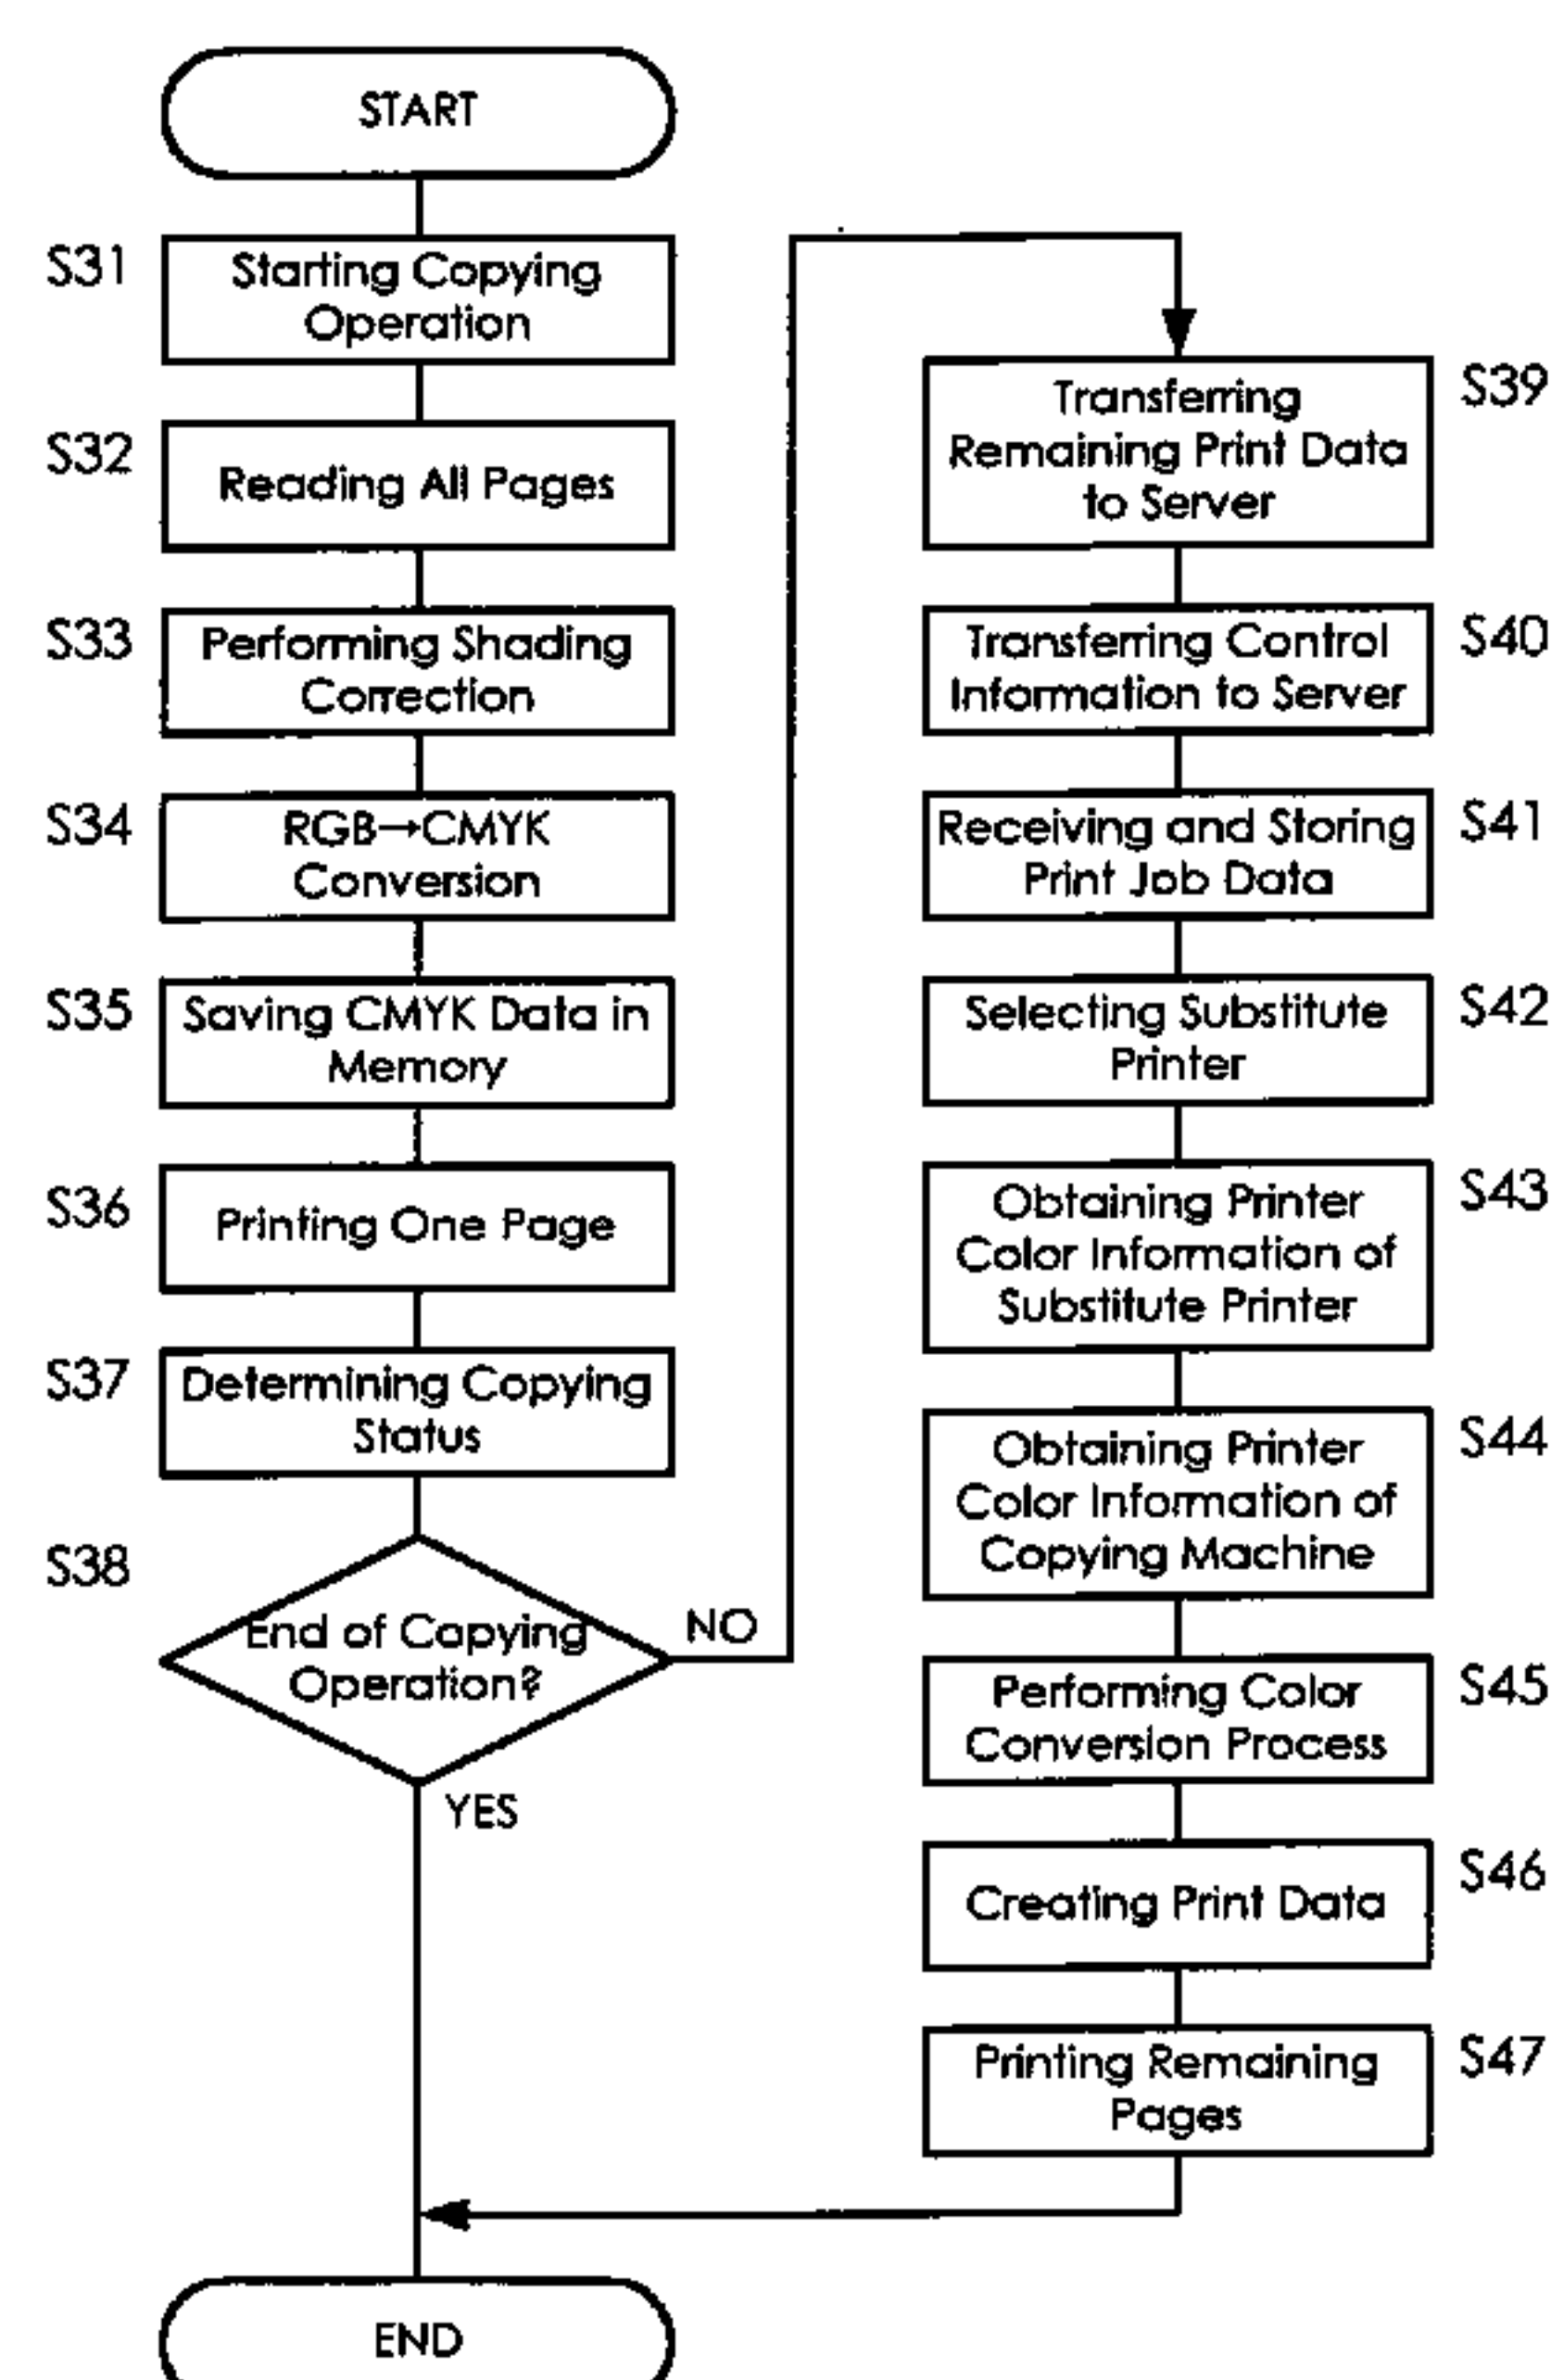 START
S31
Starting Copying
Operation
S32
Reading All Pages
S33
Performing Shading
Correction
S34
RGB→CMYK
Conversion
S35
Saving CMYK Data in
Memory
S36
Printing One Page
S37
Determining Copying
Status
S38
End of Copying
Operation?
NO
YES
S39
Transferring
Remaining Print Data
to Server
S40
Transferring Control
Information to Server
S41
Receiving and Storing
Print Job Data
S42
Selecting Substitute
Printer
S43
Obtaining Printer
Color Information of
Substitute Printer
S44
Obtaining Printer
Color Information of
Copying Machine
S45
Performing Color
Conversion Process
S46
Creating Print Data
S47
Printing Remaining
Pages
END